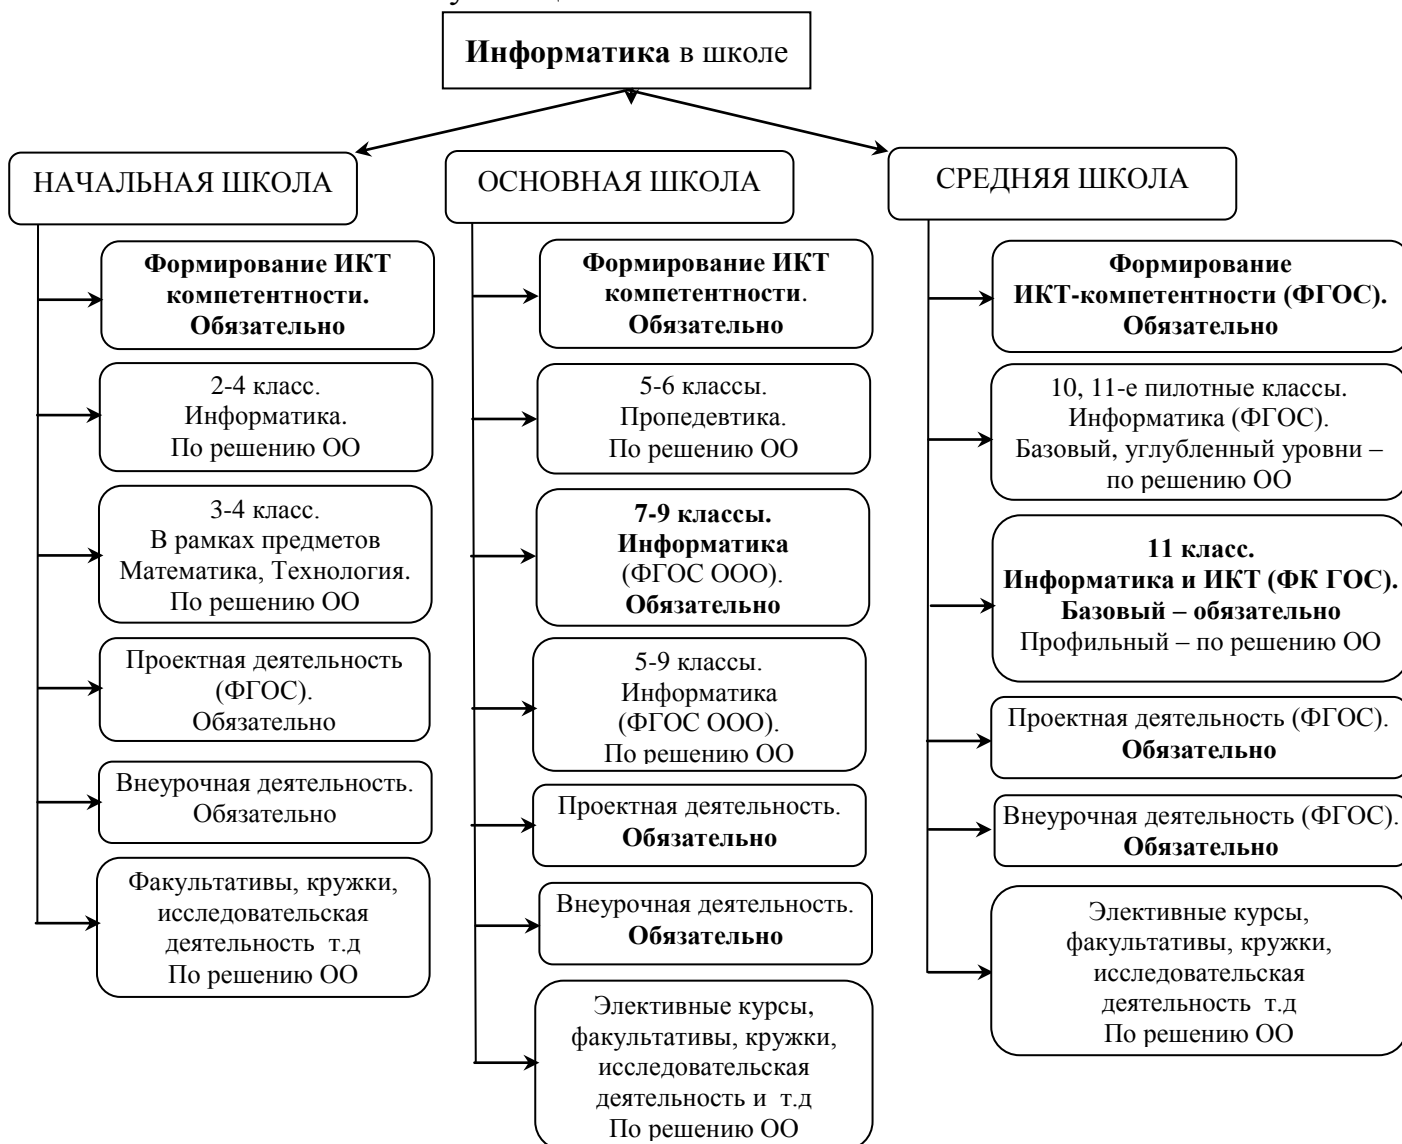 Информатика в школе
НАЧАЛЬНАЯ ШКОЛА
Формирование ИКТ
компетентности.
Обязательно
2-4 класс.
Информатика.
По решению ОО
3-4 класс.
В рамках предметов
Математика, Технология.
По решению ОО
Проектная деятельность
(ФГОС).
Обязательно
Внеурочная деятельность.
Обязательно
Факультативы, кружки,
исследовательская
деятельность т.д
По решению ОО
ОСНОВНАЯ ШКОЛА
Формирование ИКТ
компетентности.
Обязательно
5-6 классы.
Пропедевтика.
По решению ОО
7-9 классы.
Информатика
(ФГОС ООО).
Обязательно
5-9 классы.
Информатика
(ФГОС ООО).
По решению ОО
Проектная деятельность.
Обязательно
Внеурочная деятельность.
Обязательно
Элективные курсы,
факультативы, кружки,
исследовательская
деятельность и т.д
По решению ОО
СРЕДНЯЯ ШКОЛА
Формирование
ИКТ-компетентности (ФГОС).
Обязательно
10, 11-е пилотные классы.
Информатика (ФГОС).
Базовый, углубленный уровни –
по решению ОО
11 класс.
Информатика и ИКТ (ФК ГОС).
Базовый – обязательно
Профильный – по решению ОО
Проектная деятельность (ФГОС).
Обязательно
Внеурочная деятельность (ФГОС).
Обязательно
Элективные курсы,
факультативы, кружки,
исследовательская
деятельность т.д
По решению ОО